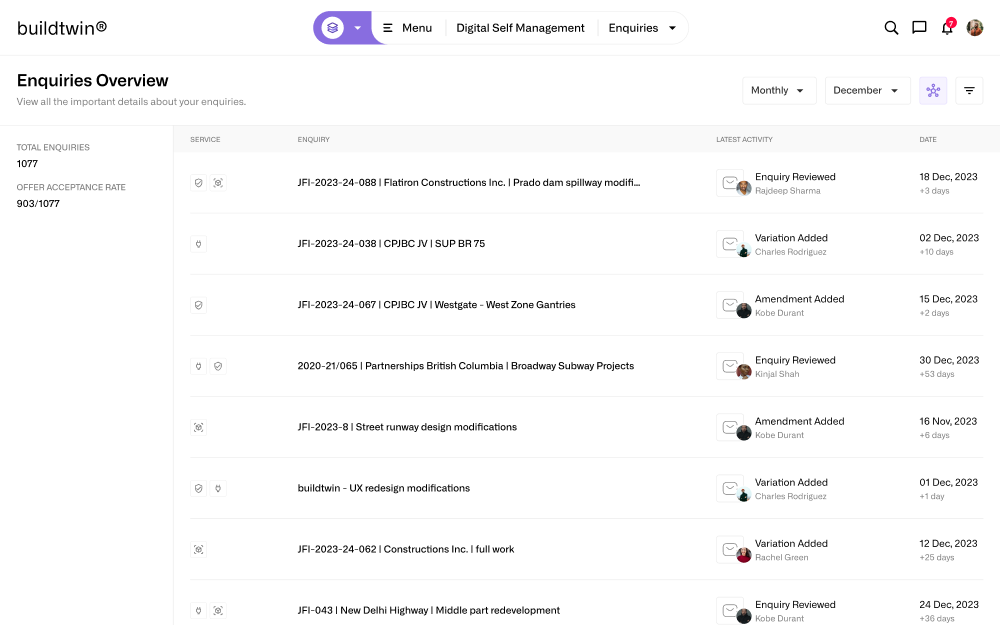 buildtwin®
Menu
Digital Self Management
Enquiries
7
Enquiries Overview
View all the important details about your enquiries.
Monthly
December
TOTAL ENQUIRIES
1077
OFFER ACCEPTANCE RATE
903/1077
SERVICE ENQUIRY LATEST ACTIVITY DATE
JFI-2023-24-088 | Flatiron Constructions Inc. | Prado dam spillway modifi...
Enquiry Reviewed
Rajdeep Sharma
18 Dec, 2023
+3 days
JFI-2023-24-038 | CPJBC JV | SUP BR 75
Variation Added
Charles Rodriguez
02 Dec, 2023
+10 days
JFI-2023-24-067 | CPJBC JV | Westgate - West Zone Gantries
Amendment Added
Kobe Durant
15 Dec, 2023
+2 days
2020-21/065 | Partnerships British Columbia | Broadway Subway Projects
Enquiry Reviewed
Kinjal Shah
30 Dec, 2023
+53 days
JFI-2023-8 | Street runway design modifications
Amendment Added
Kobe Durant
16 Nov, 2023
+6 days
buildtwin - UX redesign modifications
Variation Added
Charles Rodriguez
01 Dec, 2023
+1 day
JFI-2023-24-062 | Constructions Inc. | full work
Variation Added
Rachel Green
12 Dec, 2023
+25 days
JFI-043 | New Delhi Highway | Middle part redevelopment
Enquiry Reviewed
Kobe Durant
24 Dec, 2023
+36 days